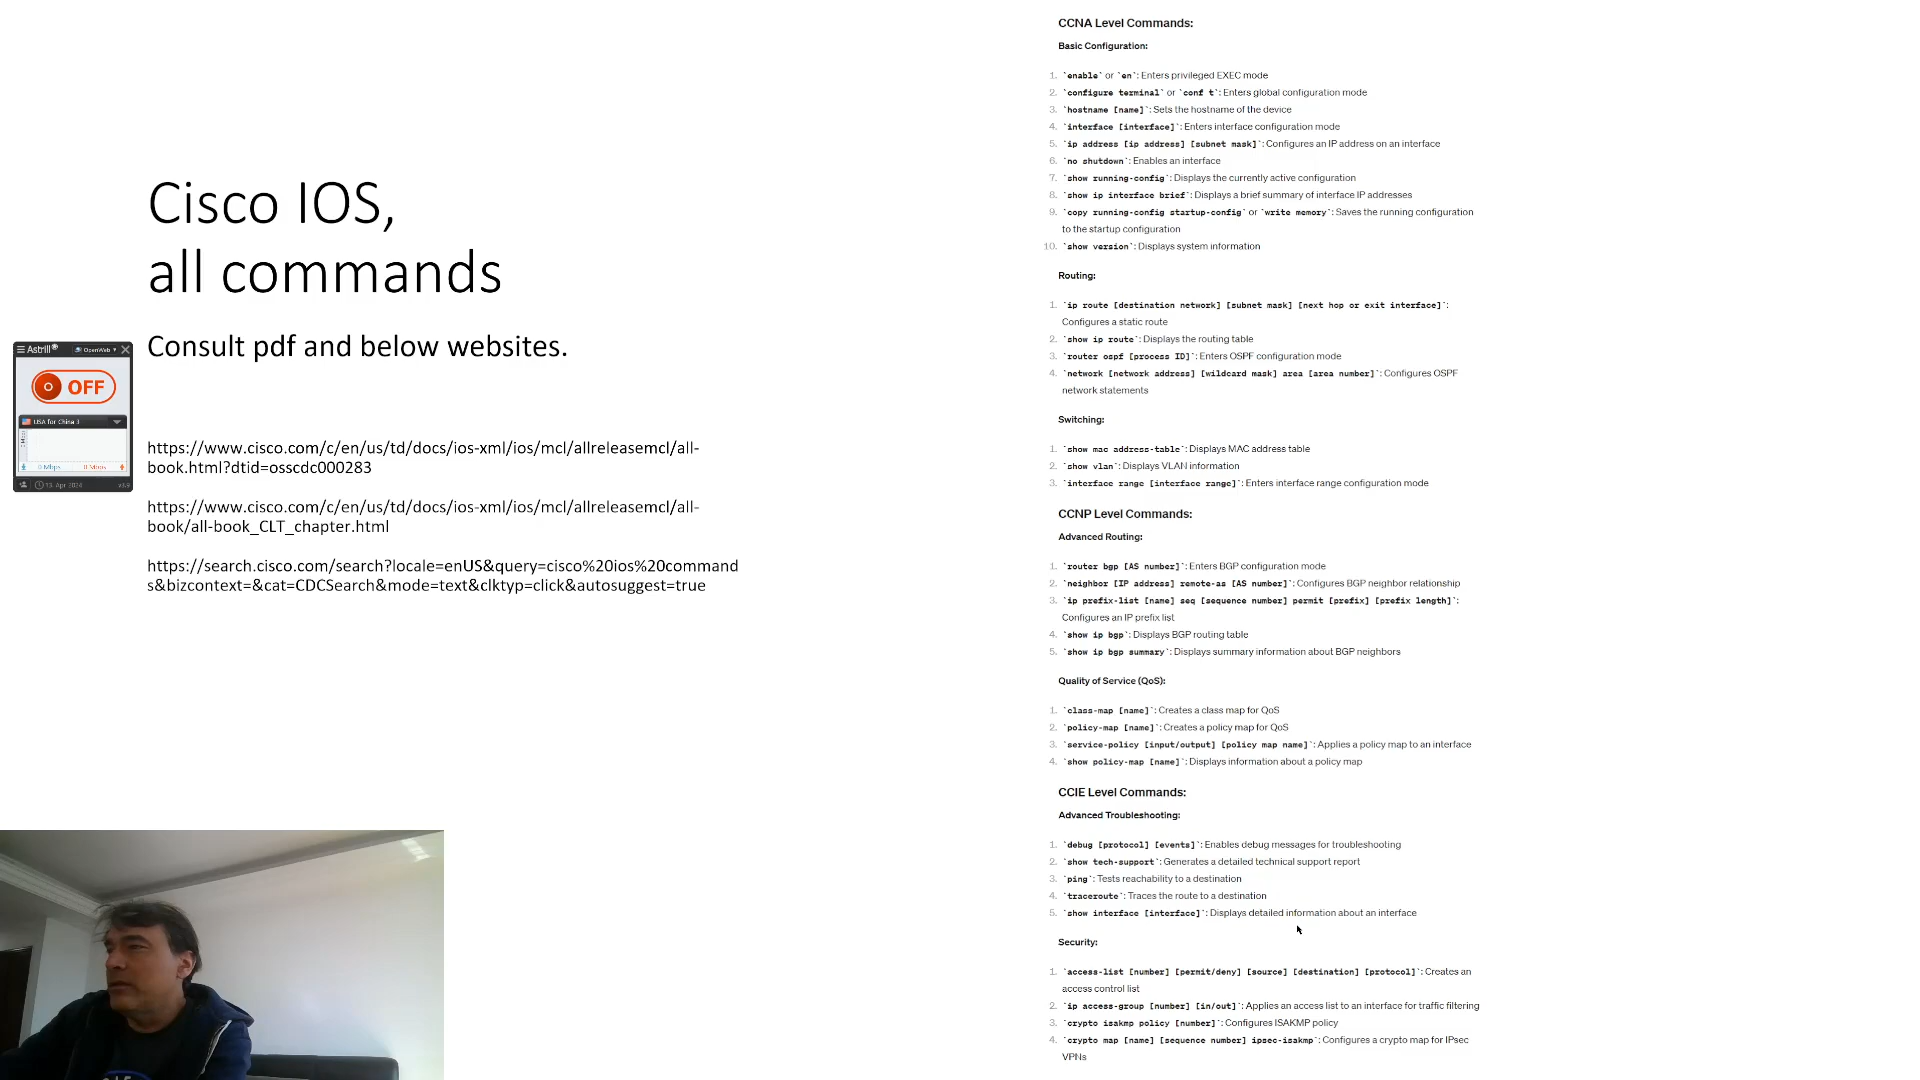 Cisco IOS,
all commands
Consult pdf and below websites.
Astrill
OpenWeb
OFF
USA for China 3
0 Mbps 0 Mbps
13. Apr 2024 v3.9
https://www.cisco.com/c/en/us/td/docs/ios-xml/ios/mcl/allreleasemcl/all-
book.html?dtid=osscdc000283
https://www.cisco.com/c/en/us/td/docs/ios-xml/ios/mcl/allreleasemcl/all-
book/all-book_CLT_chapter.html
https://search.cisco.com/search?locale=enUS&query=cisco%20ios%20command
s&bizcontext=&cat=CDCSearch&mode=text&clktyp=click&autosuggest=true
CCNA Level Commands:
Basic Configuration:
1. `enable` or `en`: Enters privileged EXEC mode
2. `configure terminal` or `conf t`: Enters global configuration mode
3. `hostname [name]`: Sets the hostname of the device
4. `interface [interface]`: Enters interface configuration mode
5. `ip address [ip address] [subnet mask]`: Configures an IP address on an interface
6. `no shutdown`: Enables an interface
7. `show running-config`: Displays the currently active configuration
8. `show ip interface brief`: Displays a brief summary of interface IP addresses
9. `copy running-config startup-config` or `write memory`: Saves the running configuration
to the startup configuration
10. `show version`: Displays system information
Routing:
1. `ip route [destination network] [subnet mask] [next hop or exit interface]`:
Configures a static route
2. `show ip route`: Displays the routing table
3. `router ospf [process ID]`: Enters OSPF configuration mode
4. `network [network address] [wildcard mask] area [area number]`: Configures OSPF
network statements
Switching:
1. `show mac address-table`: Displays MAC address table
2. `show vlan`: Displays VLAN information
3. `interface range [interface range]`: Enters interface range configuration mode
CCNP Level Commands:
Advanced Routing:
1. `router bgp [AS number]`: Enters BGP configuration mode
2. `neighbor [IP address] remote-as [AS number]`: Configures BGP neighbor relationship
3. `ip prefix-list [name] seq [sequence number] permit [prefix] [prefix length]`:
Configures an IP prefix list
4. `show ip bgp`: Displays BGP routing table
5. `show ip bgp summary`: Displays summary information about BGP neighbors
Quality of Service (QoS):
1. `class-map [name]`: Creates a class map for QoS
2. `policy-map [name]`: Creates a policy map for QoS
3. `service-policy [input/output] [policy map name]`: Applies a policy map to an interface
4. `show policy-map [name]`: Displays information about a policy map
CCIE Level Commands:
Advanced Troubleshooting:
1. `debug [protocol] [events]`: Enables debug messages for troubleshooting
2. `show tech-support`: Generates a detailed technical support report
3. `ping`: Tests reachability to a destination
4. `traceroute`: Traces the route to a destination
5. `show interface [interface]`: Displays detailed information about an interface
Security:
1. `access-list [number] [permit/deny] [source] [destination] [protocol]`: Creates an
access control list
2. `ip access-group [number] [in/out]`: Applies an access list to an interface for traffic filtering
3. `crypto isakmp policy [number]`: Configures ISAKMP policy
4. `crypto map [name] [sequence number] ipsec-isakmp`: Configures a crypto map for IPsec
VPNs